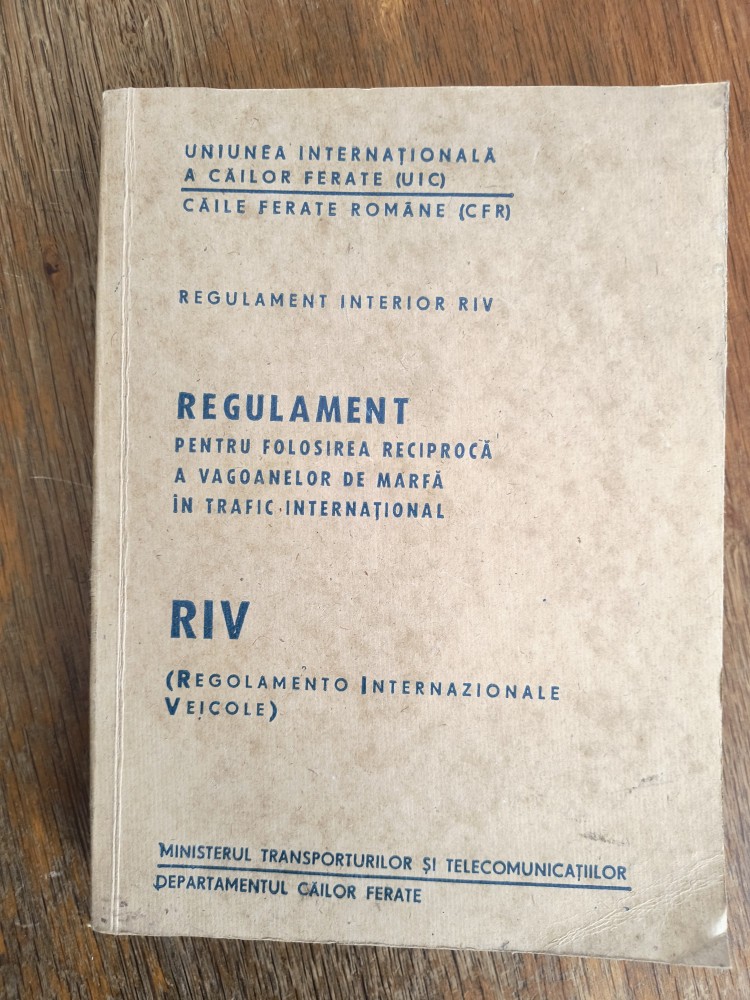 UNIUNEA INTERNAȚIONALĂ
A CĂILOR FERATE (UIC)
CĂILE FERATE ROMÂNE (CFR)
REGULAMENT INTERIOR RIV
REGULAMENT
PENTRU FOLOSIREA RECIPROCĂ
A VAGOANELOR DE MARFĂ
ÎN TRAFIC INTERNAȚIONAL
RIV
(REGOLAMENTO INTERNAZIONALE
VEICOLE)
MINISTERUL TRANSPORTURILOR ȘI TELECOMUNICAȚIILOR
DEPARTAMENTUL CĂILOR FERATE